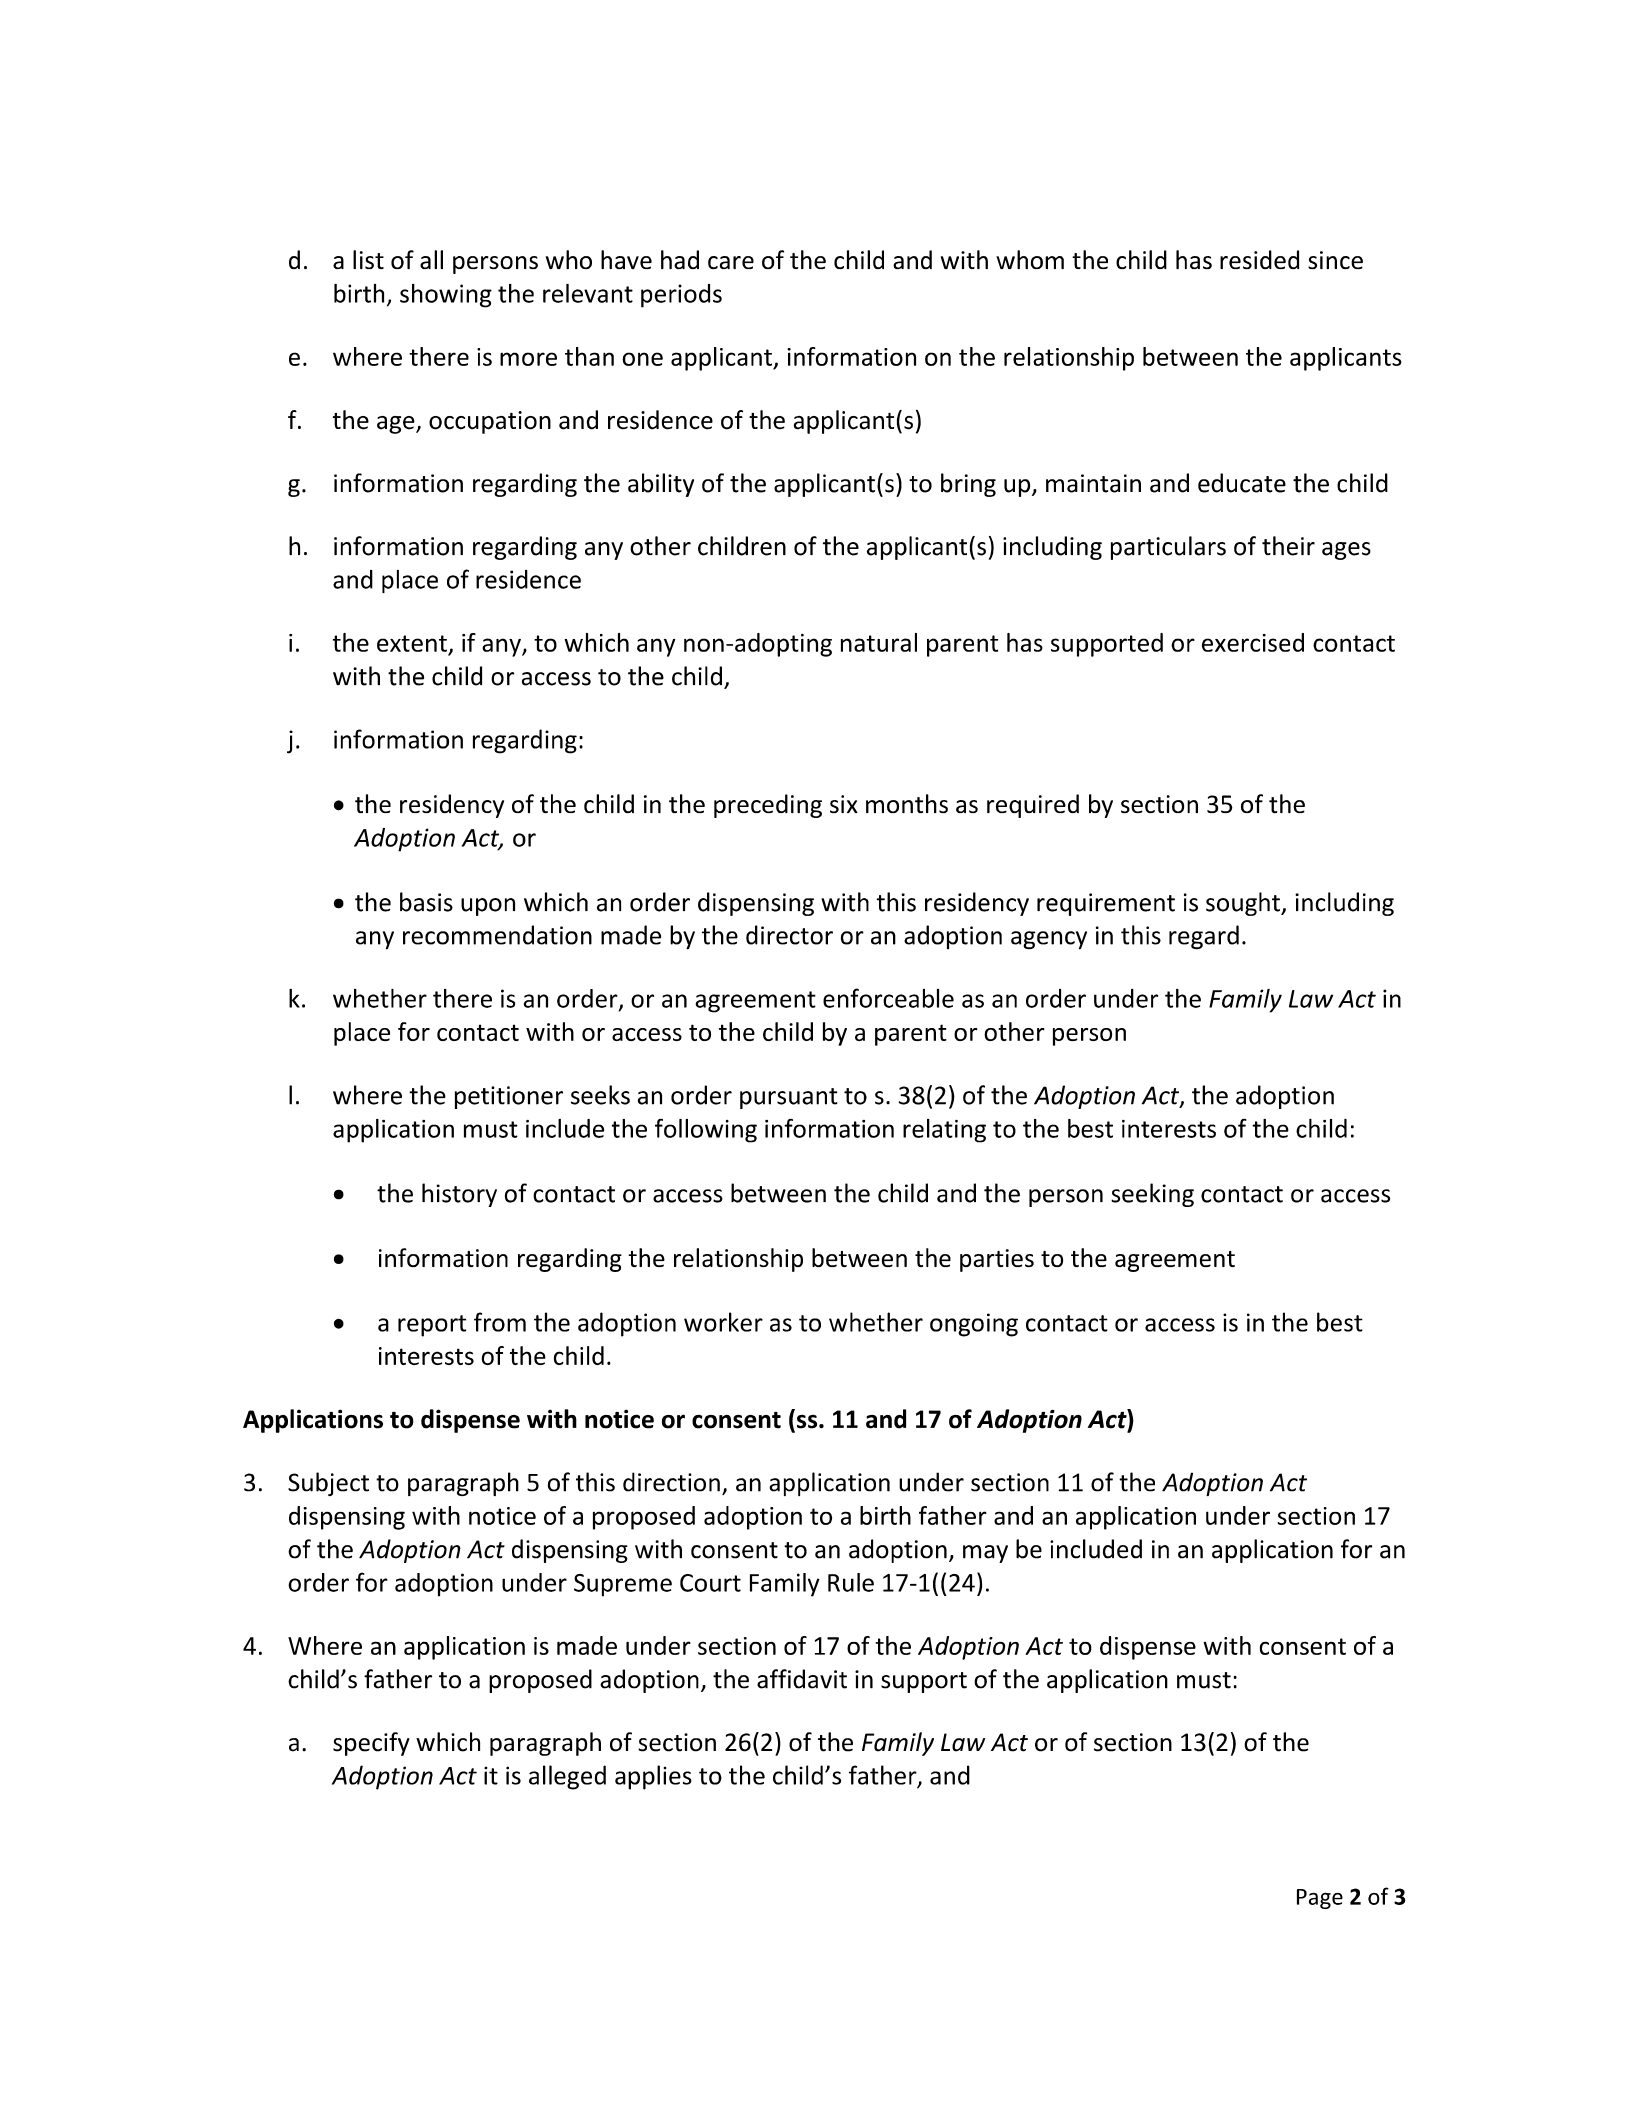 d. a list of all persons who have had care of the child and with whom the child has resided since
birth, showing the relevant periods
e. where there is more than one applicant, information on the relationship between the applicants
f. the age, occupation and residence of the applicant(s)
g. information regarding the ability of the applicant(s) to bring up, maintain and educate the child
h. information regarding any other children of the applicant(s) including particulars of their ages
and place of residence
i. the extent, if any, to which any non-adopting natural parent has supported or exercised contact
with the child or access to the child,
j. information regarding:
• the residency of the child in the preceding six months as required by section 35 of the
Adoption Act, or
• the basis upon which an order dispensing with this residency requirement is sought, including
any recommendation made by the director or an adoption agency in this regard.
k. whether there is an order, or an agreement enforceable as an order under the Family Law Act in
place for contact with or access to the child by a parent or other person
l. where the petitioner seeks an order pursuant to s. 38(2) of the Adoption Act, the adoption
application must include the following information relating to the best interests of the child:
• the history of contact or access between the child and the person seeking contact or access
• information regarding the relationship between the parties to the agreement
• a report from the adoption worker as to whether ongoing contact or access is in the best
interests of the child.
Applications to dispense with notice or consent (ss. 11 and 17 of Adoption Act)
3. Subject to paragraph 5 of this direction, an application under section 11 of the Adoption Act
dispensing with notice of a proposed adoption to a birth father and an application under section 17
of the Adoption Act dispensing with consent to an adoption, may be included in an application for an
order for adoption under Supreme Court Family Rule 17-1((24).
4. Where an application is made under section of 17 of the Adoption Act to dispense with consent of a
child’s father to a proposed adoption, the affidavit in support of the application must:
a. specify which paragraph of section 26(2) of the Family Law Act or of section 13(2) of the
Adoption Act it is alleged applies to the child’s father, and
Page 2 of 3